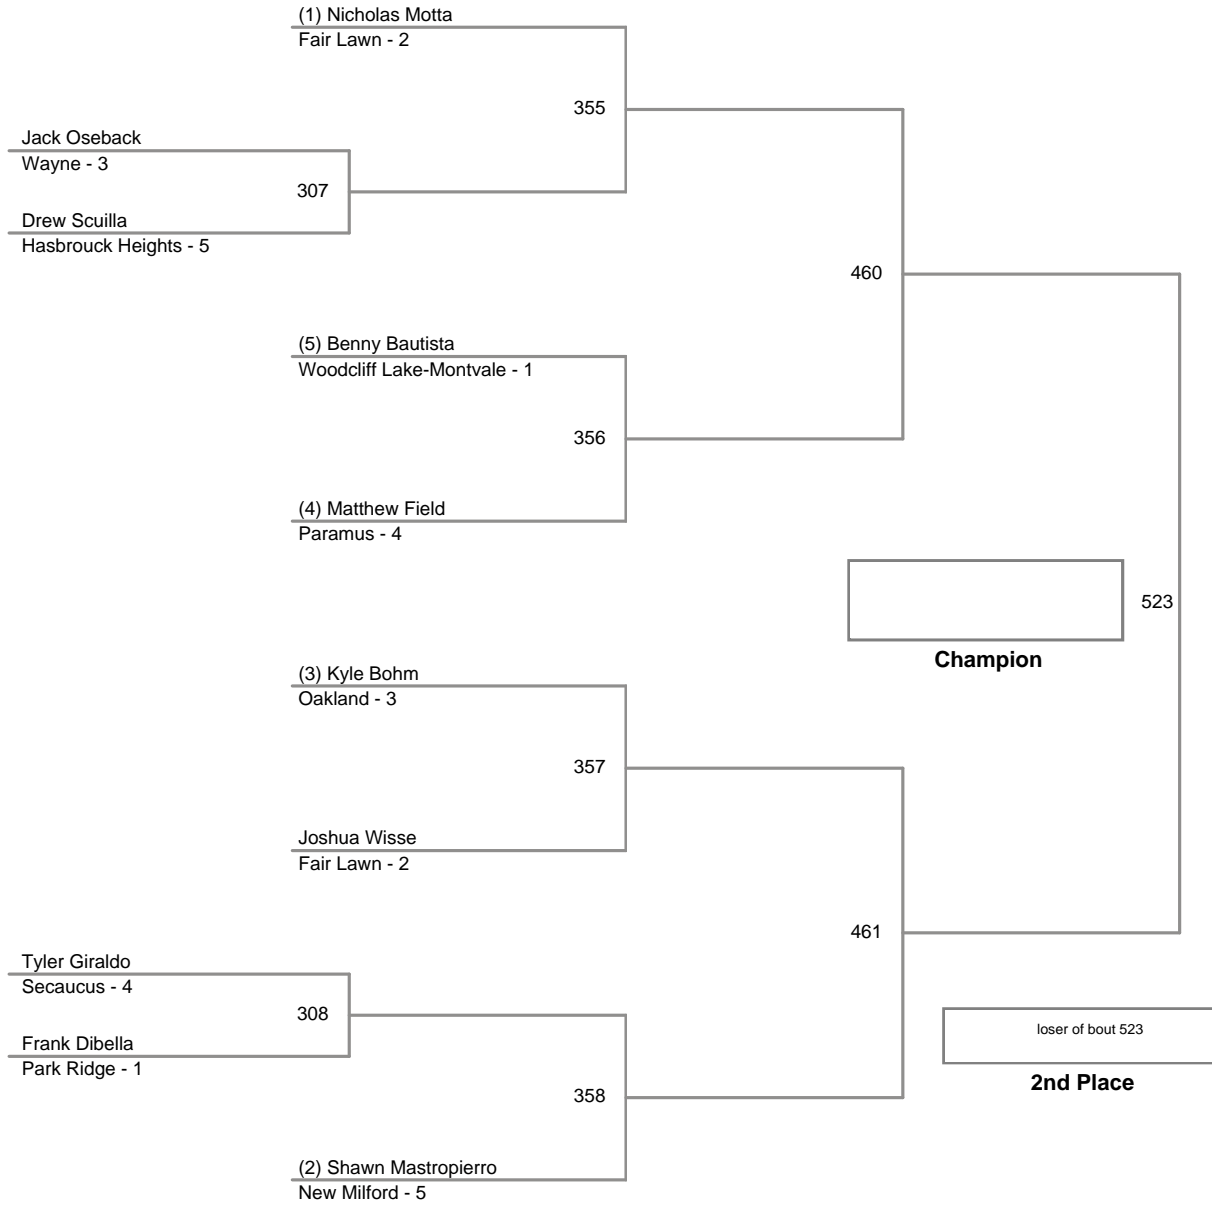 (1) Nicholas Motta
Fair Lawn - 2
355
Jack Oseback
Wayne - 3
307
Drew Scuilla
Hasbrouck Heights - 5
460
(5) Benny Bautista
Woodcliff Lake-Montvale - 1
356
(4) Matthew Field
Paramus - 4
523
Champion
(3) Kyle Bohm
Oakland - 3
357
Joshua Wisse
Fair Lawn - 2
461
Tyler Giraldo
Secaucus - 4
308
Frank Dibella
Park Ridge - 1
loser of bout 523
2nd Place
358
(2) Shawn Mastropierro
New Milford - 5